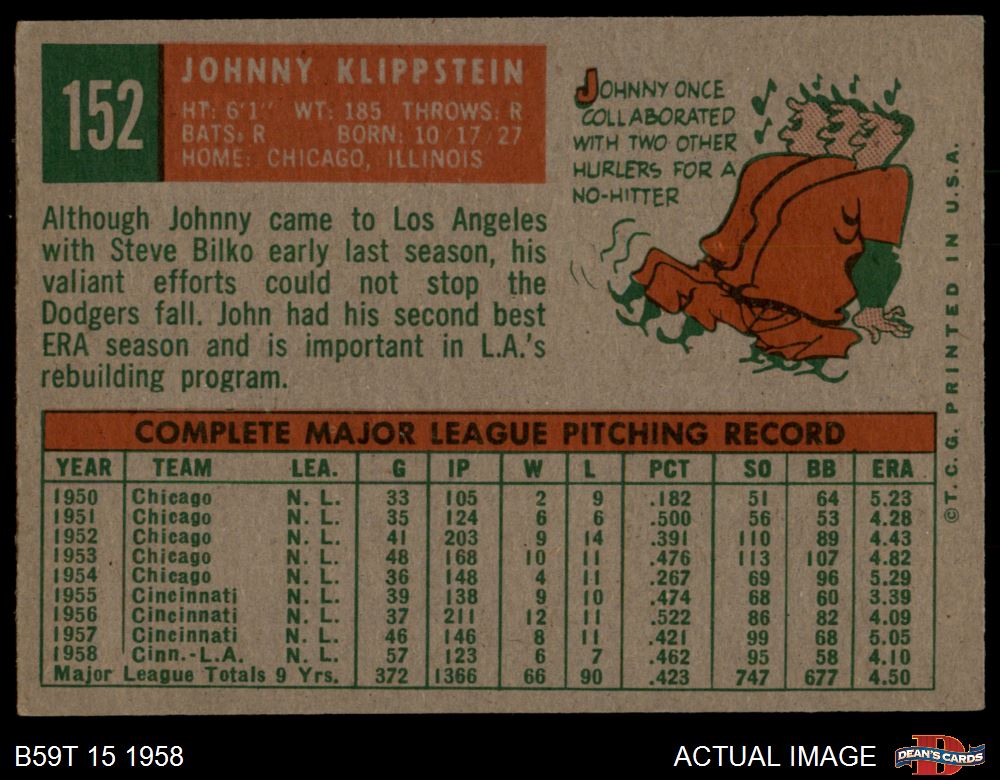 152
JOHNNY KLIPPSTEIN
HT: 6'1" WT: 185 THROWS: R
BATS: R BORN: 10/17/27
HOME: CHICAGO, ILLINOIS
JOHNNY ONCE
COLLABORATED
WITH TWO OTHER
HURLERS FOR A
NO-HITTER
Although Johnny came to Los Angeles
with Steve Bilko early last season, his
valiant efforts could not stop the
Dodgers fall. John had his second best
ERA season and is important in L.A.'s
rebuilding program.
©T.C.G. PRINTED IN U.S.A.
COMPLETE MAJOR LEAGUE PITCHING RECORD
YEAR TEAM LEA. G IP W L PCT SO BB ERA
1950 Chicago N. L. 33 105 2 9 .182 51 64 5.23
1951 Chicago N. L. 35 124 6 6 .500 56 53 4.28
1952 Chicago N. L. 41 203 9 14 .391 110 89 4.43
1953 Chicago N. L. 48 168 10 11 .476 113 107 4.82
1954 Chicago N. L. 36 148 4 11 .267 69 96 5.29
1955 Cincinnati N. L. 39 138 9 10 .474 68 60 3.39
1956 Cincinnati N. L. 37 211 12 11 .522 86 82 4.09
1957 Cincinnati N. L. 46 146 8 11 .421 99 68 5.05
1958 Cinn.-L.A. N. L. 57 123 6 7 .462 95 58 4.10
Major League Totals 9 Yrs. 372 1366 66 90 .423 747 677 4.50
B59T 15 1958
ACTUAL IMAGE
D
DEAN'S CARDS